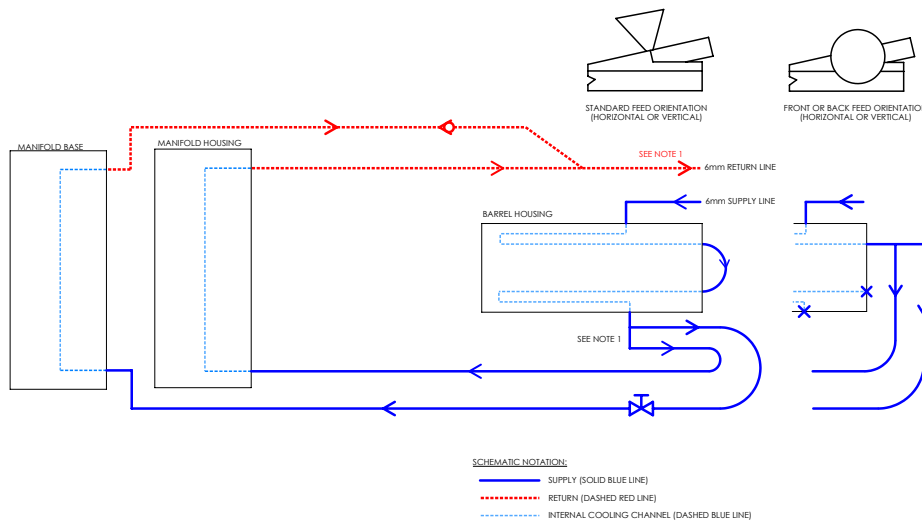 STANDARD FEED ORIENTATION
(HORIZONTAL OR VERTICAL)
FRONT OR BACK FEED ORIENTATION
(HORIZONTAL OR VERTICAL)
MANIFOLD BASE
MANIFOLD HOUSING
SEE NOTE 1
6mm RETURN LINE
6mm SUPPLY LINE
BARREL HOUSING
SEE NOTE 1
SCHEMATIC NOTATION:
SUPPLY (SOLID BLUE LINE)
RETURN (DASHED RED LINE)
INTERNAL COOLING CHANNEL (DASHED BLUE LINE)